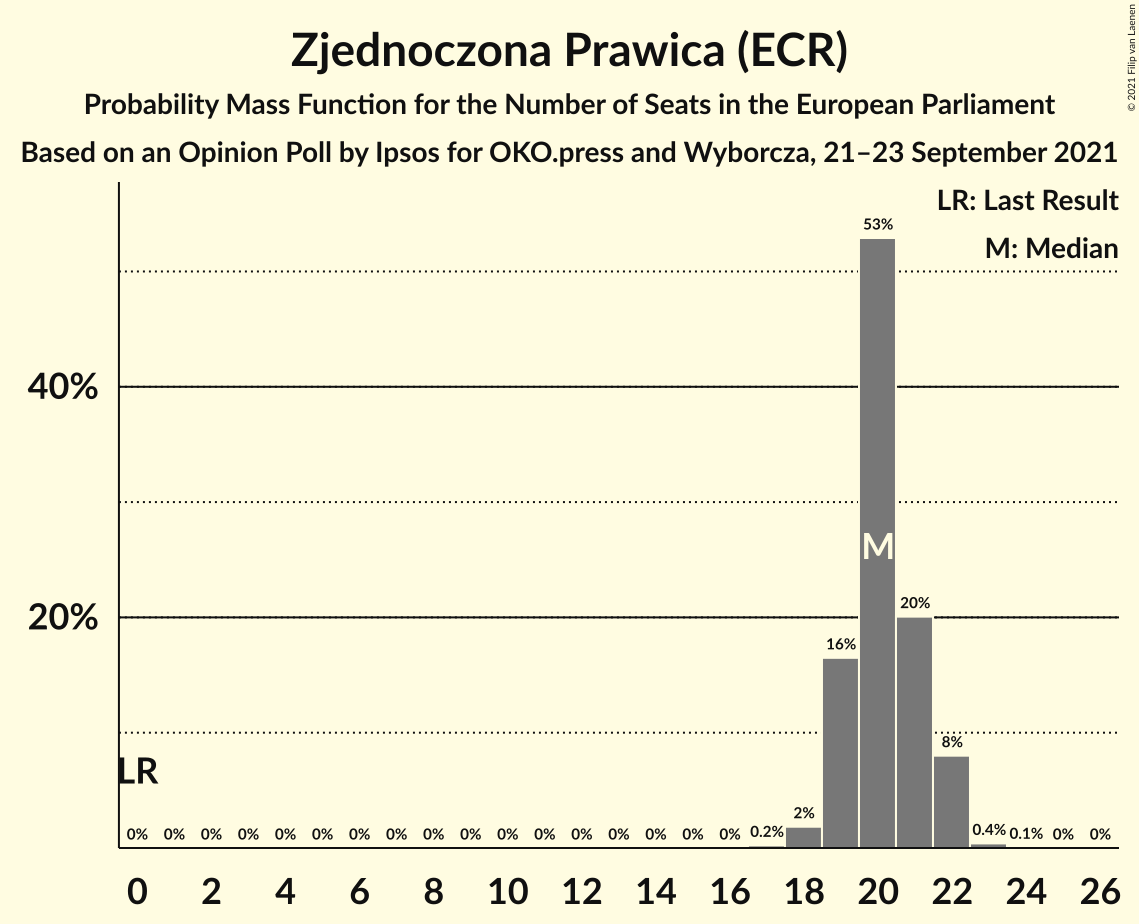 Zjednoczona Prawica (ECR)
Probability Mass Function for the Number of Seats in the European Parliament
Based on an Opinion Poll by Ipsos for OKO.press and Wyborcza, 21–23 September 2021
© 2021 Filip van Laenen
LR: Last Result
M: Median
53%
40%
M
20%
20%
16%
8%
LR
2%
0% 0% 0% 0% 0% 0% 0% 0% 0% 0% 0% 0% 0% 0% 0% 0% 0% 0.2% 0.4% 0.1% 0% 0%
0 2 4 6 8 10 12 14 16 18 20 22 24 26